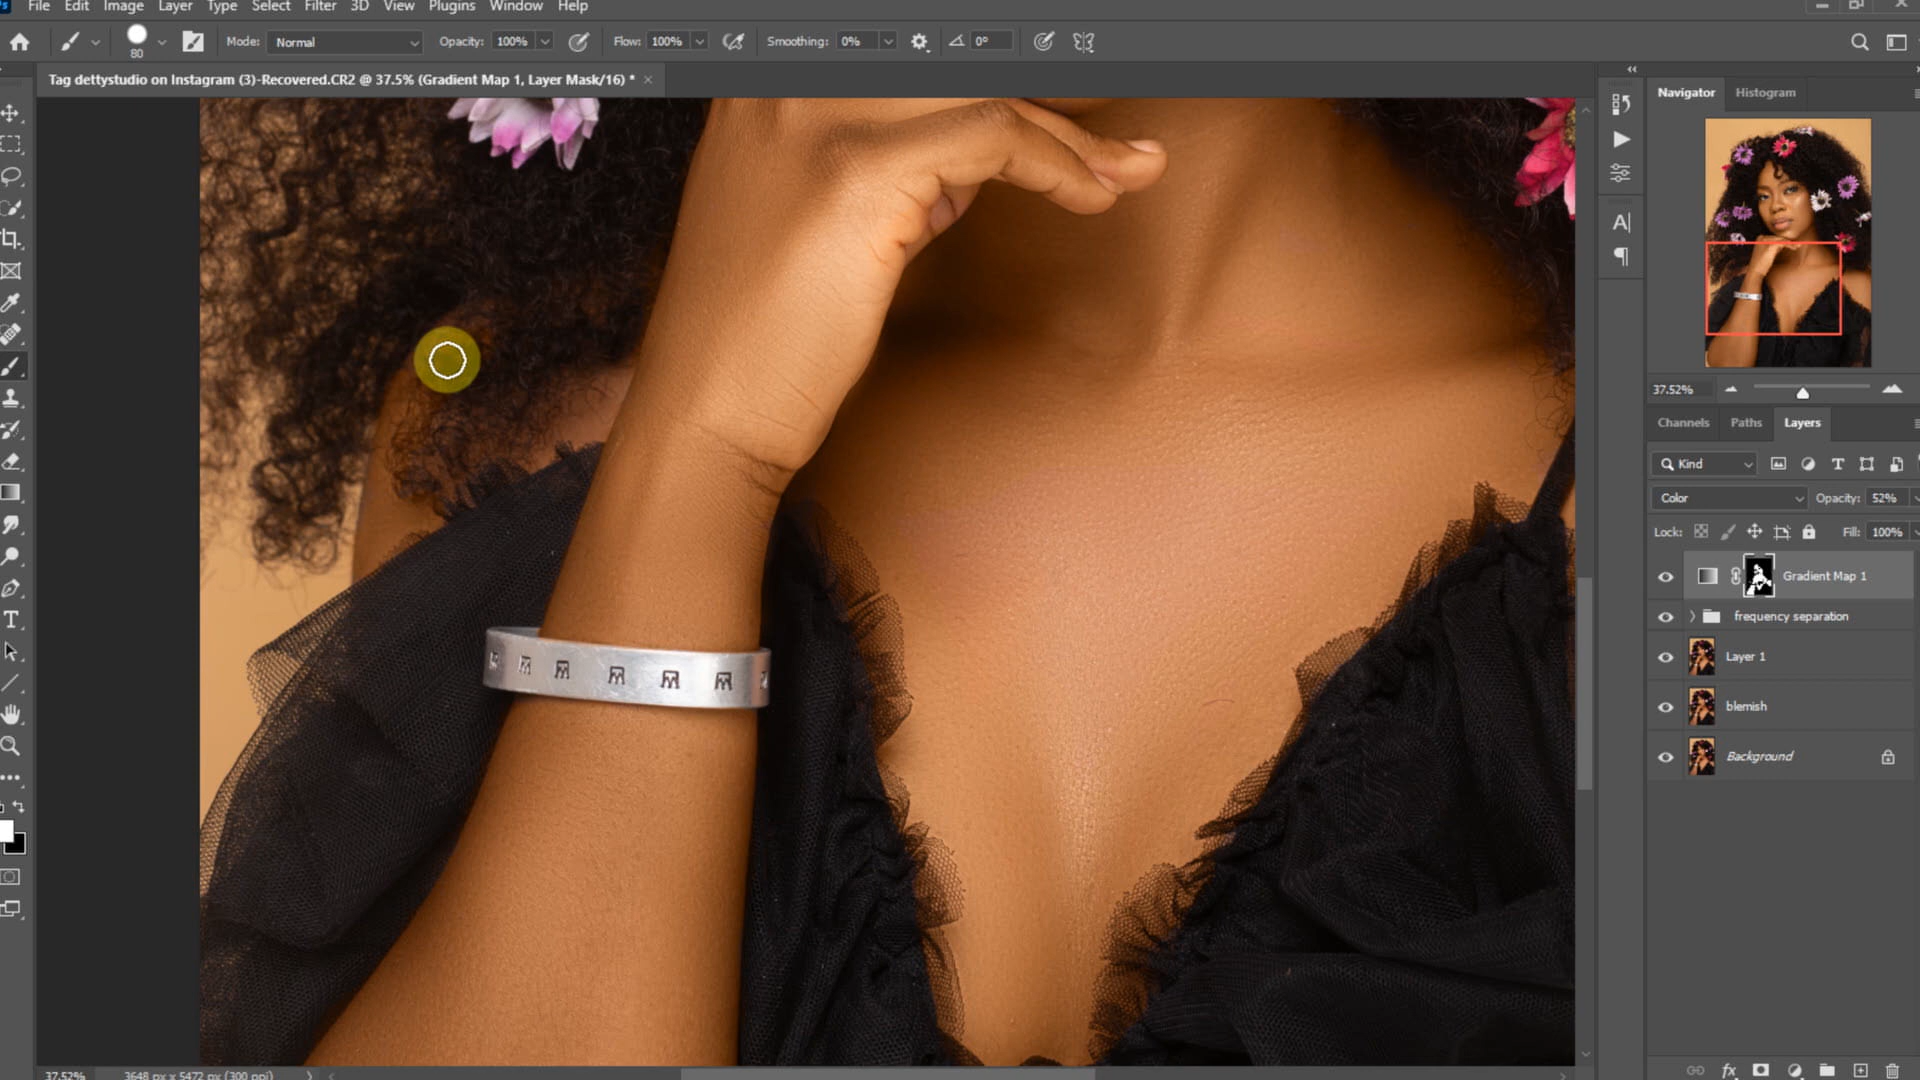 File Edit Image Layer Type Select Filter 3D View Plugins Window Help
80 Mode: Normal Opacity: 100% Flow: 100% Smoothing: 0% 0°
Tag dettystudio on Instagram (3)-Recovered.CR2 @ 37.5% (Gradient Map 1, Layer Mask/16) * ×
Navigator Histogram
37.52%
Channels Paths Layers
Kind
Color Opacity: 52%
Lock: Fill: 100%
Gradient Map 1
frequency separation
Layer 1
blemish
Background
37.52% 3648 px x 5472 px (300 ppi)